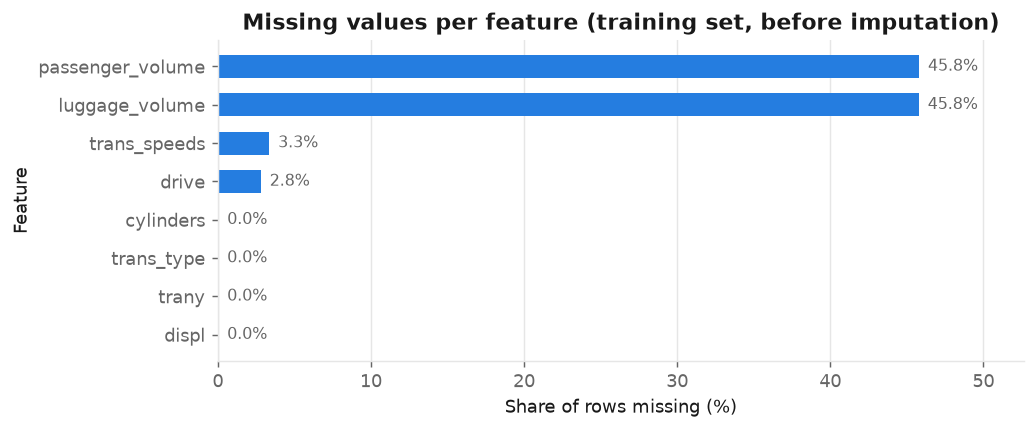 Missing values per feature (training set, before imputation)
passenger_volume 45.8%
luggage_volume 45.8%
trans_speeds 3.3%
drive 2.8%
cylinders 0.0%
trans_type 0.0%
trany 0.0%
displ 0.0%
Feature
0 10 20 30 40 50
Share of rows missing (%)